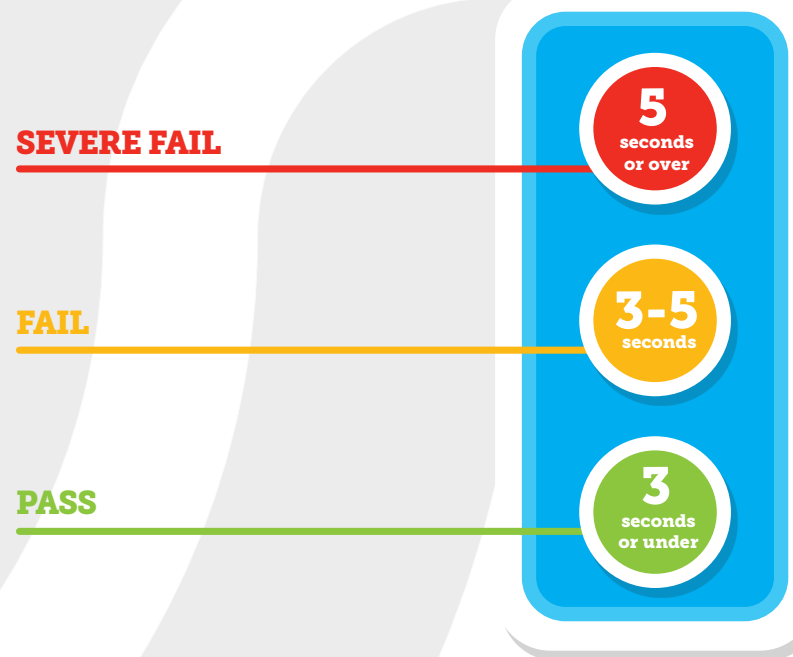 SEVERE FAIL
5
seconds
or over
FAIL
3-5
seconds
PASS
3
seconds
or under